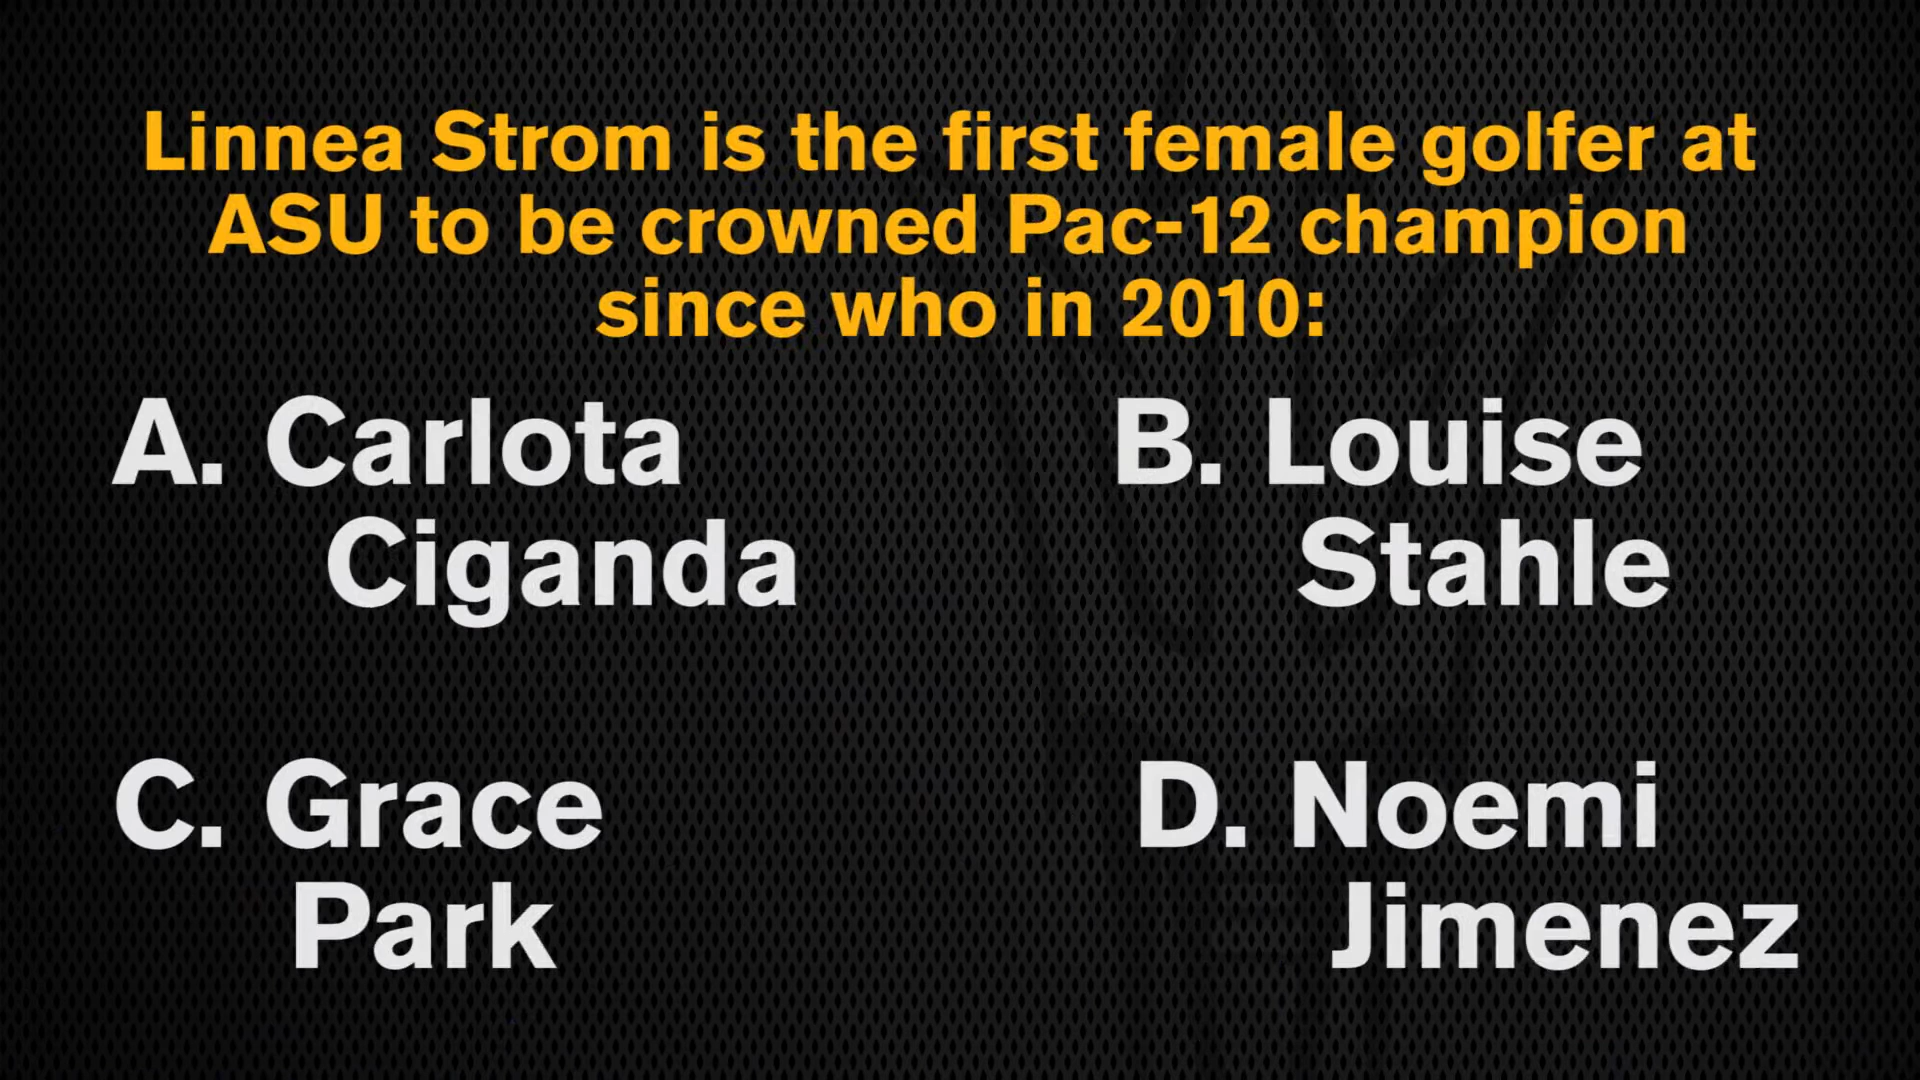 Linnea Strom is the first female golfer at
ASU to be crowned Pac-12 champion
since who in 2010:
A. Carlota
Ciganda
B. Louise
Stahle
C. Grace
Park
D. Noemi
Jimenez